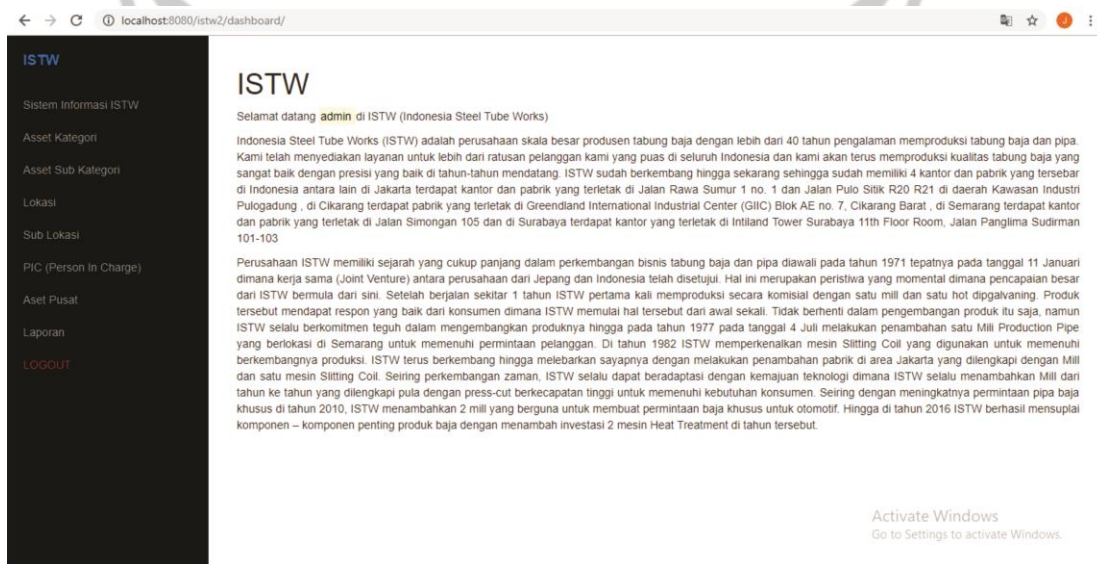 localhost:8080/istw2/dashboard/
J
ISTW
Sistem Informasi ISTW
Asset Kategori
Asset Sub Kategori
Lokasi
Sub Lokasi
PIC (Person In Charge)
Aset Pusat
Laporan
LOGOUT
ISTW
Selamat datang admin di ISTW (Indonesia Steel Tube Works)
Indonesia Steel Tube Works (ISTW) adalah perusahaan skala besar produsen tabung baja dengan lebih dari 40 tahun pengalaman memproduksi tabung baja dan pipa.
Kami telah menyediakan layanan untuk lebih dari ratusan pelanggan kami yang puas di seluruh Indonesia dan kami akan terus memproduksi kualitas tabung baja yang
sangat baik dengan presisi yang baik di tahun-tahun mendatang. ISTW sudah berkembang hingga sekarang sehingga sudah memiliki 4 kantor dan pabrik yang tersebar
di Indonesia antara lain di Jakarta terdapat kantor dan pabrik yang terletak di Jalan Rawa Sumur 1 no. 1 dan Jalan Pulo Sitik R20 R21 di daerah Kawasan Industri
Pulogadung , di Cikarang terdapat pabrik yang terletak di Greendland International Industrial Center (GIIC) Blok AE no. 7, Cikarang Barat , di Semarang terdapat kantor
dan pabrik yang terletak di Jalan Simongan 105 dan di Surabaya terdapat kantor yang terletak di Intiland Tower Surabaya 11th Floor Room, Jalan Panglima Sudirman
101-103
Perusahaan ISTW memiliki sejarah yang cukup panjang dalam perkembangan bisnis tabung baja dan pipa diawali pada tahun 1971 tepatnya pada tanggal 11 Januari
dimana kerja sama (Joint Venture) antara perusahaan dari Jepang dan Indonesia telah disetujui. Hal ini merupakan peristiwa yang momental dimana pencapaian besar
dari ISTW bermula dari sini. Setelah berjalan sekitar 1 tahun ISTW pertama kali memproduksi secara komisial dengan satu mill dan satu hot dipgalvaning. Produk
tersebut mendapat respon yang baik dari konsumen dimana ISTW memulai hal tersebut dari awal sekali. Tidak berhenti dalam pengembangan produk itu saja, namun
ISTW selalu berkomitmen teguh dalam mengembangkan produknya hingga pada tahun 1977 pada tanggal 4 Juli melakukan penambahan satu Mili Production Pipe
yang berlokasi di Semarang untuk memenuhi permintaan pelanggan. Di tahun 1982 ISTW memperkenalkan mesin Slitting Coil yang digunakan untuk memenuhi
berkembangnya produksi. ISTW terus berkembang hingga melebarkan sayapnya dengan melakukan penambahan pabrik di area Jakarta yang dilengkapi dengan Mill
dan satu mesin Slitting Coil. Seiring perkembangan zaman, ISTW selalu dapat beradaptasi dengan kemajuan teknologi dimana ISTW selalu menambahkan Mill dari
tahun ke tahun yang dilengkapi pula dengan press-cut berkecapatan tinggi untuk memenuhi kebutuhan konsumen. Seiring dengan meningkatnya permintaan pipa baja
khusus di tahun 2010, ISTW menambahkan 2 mill yang berguna untuk membuat permintaan baja khusus untuk otomotif. Hingga di tahun 2016 ISTW berhasil mensuplai
komponen – komponen penting produk baja dengan menambah investasi 2 mesin Heat Treatment di tahun tersebut.
Activate Windows
Go to Settings to activate Windows.